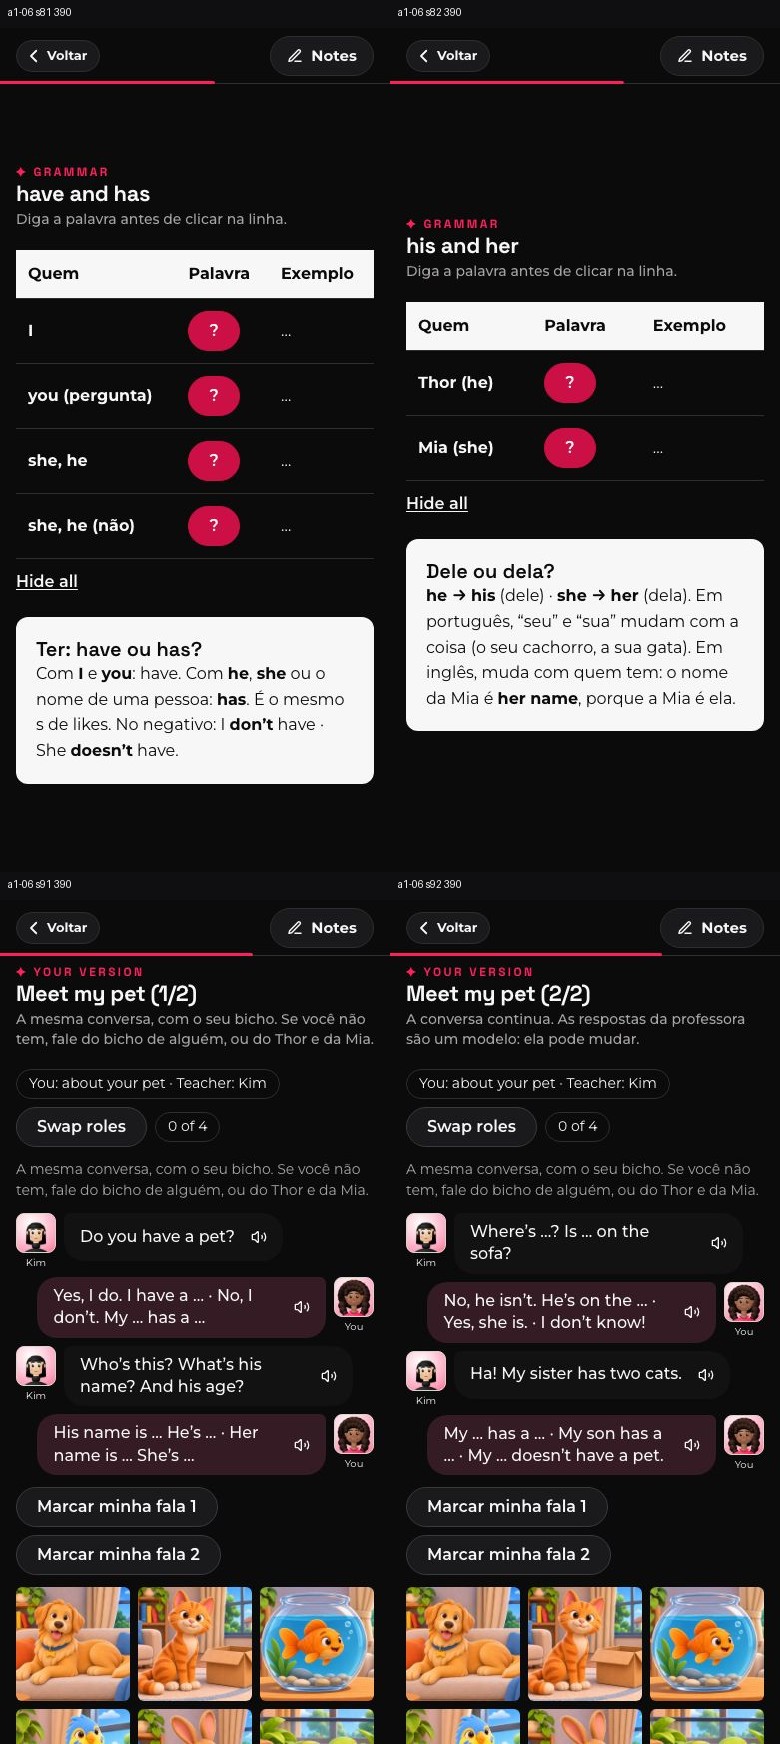 a1-06 s81 390
Voltar
Notes
GRAMMAR
have and has
Diga a palavra antes de clicar na linha.
Quem Palavra Exemplo
I ? ...
you (pergunta) ? ...
she, he ? ...
she, he (não) ? ...
Hide all
Ter: have ou has?
Com I e you: have. Com he, she ou o
nome de uma pessoa: has. É o mesmo
s de likes. No negativo: I don’t have ·
She doesn’t have.
a1-06 s82 390
Voltar
Notes
GRAMMAR
his and her
Diga a palavra antes de clicar na linha.
Quem Palavra Exemplo
Thor (he) ? ...
Mia (she) ? ...
Hide all
Dele ou dela?
he → his (dele) · she → her (dela). Em
português, “seu” e “sua” mudam com a
coisa (o seu cachorro, a sua gata). Em
inglês, muda com quem tem: o nome
da Mia é her name, porque a Mia é ela.
a1-06 s91 390
Voltar
Notes
YOUR VERSION
Meet my pet (1/2)
A mesma conversa, com o seu bicho. Se você não
tem, fale do bicho de alguém, ou do Thor e da Mia.
You: about your pet · Teacher: Kim
Swap roles
0 of 4
A mesma conversa, com o seu bicho. Se você não
tem, fale do bicho de alguém, ou do Thor e da Mia.
Do you have a pet?
Kim
Yes, I do. I have a ... · No, I
don’t. My ... has a ...
You
Who’s this? What’s his
name? And his age?
Kim
His name is ... He’s ... · Her
name is ... She’s ...
You
Marcar minha fala 1
Marcar minha fala 2
a1-06 s92 390
Voltar
Notes
YOUR VERSION
Meet my pet (2/2)
A conversa continua. As respostas da professora
são um modelo: ela pode mudar.
You: about your pet · Teacher: Kim
Swap roles
0 of 4
A mesma conversa, com o seu bicho. Se você não
tem, fale do bicho de alguém, ou do Thor e da Mia.
Where’s ...? Is ... on the
sofa?
Kim
No, he isn’t. He’s on the ... ·
Yes, she is. · I don’t know!
You
Ha! My sister has two cats.
Kim
My ... has a ... · My son has a
... · My ... doesn’t have a pet.
You
Marcar minha fala 1
Marcar minha fala 2